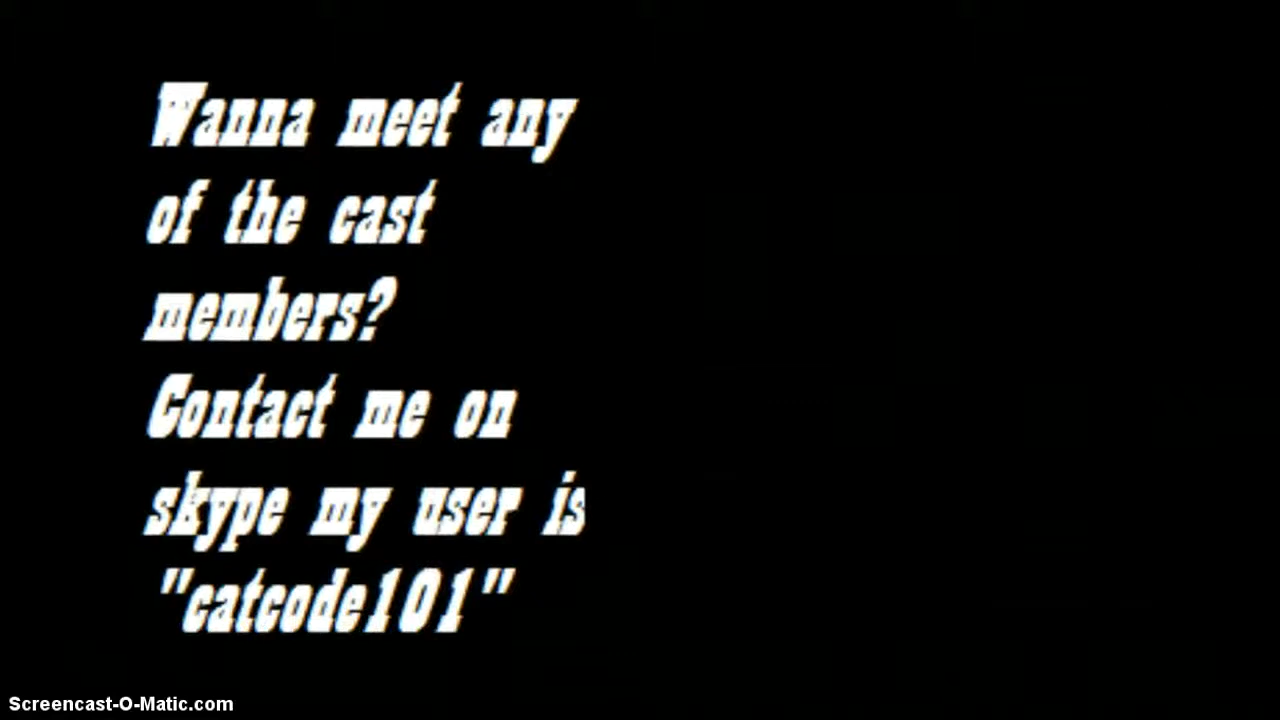 Wanna meet any
of the cast
members?
Contact me on
skype my user is
"catcode101"
Screencast-O-Matic.com